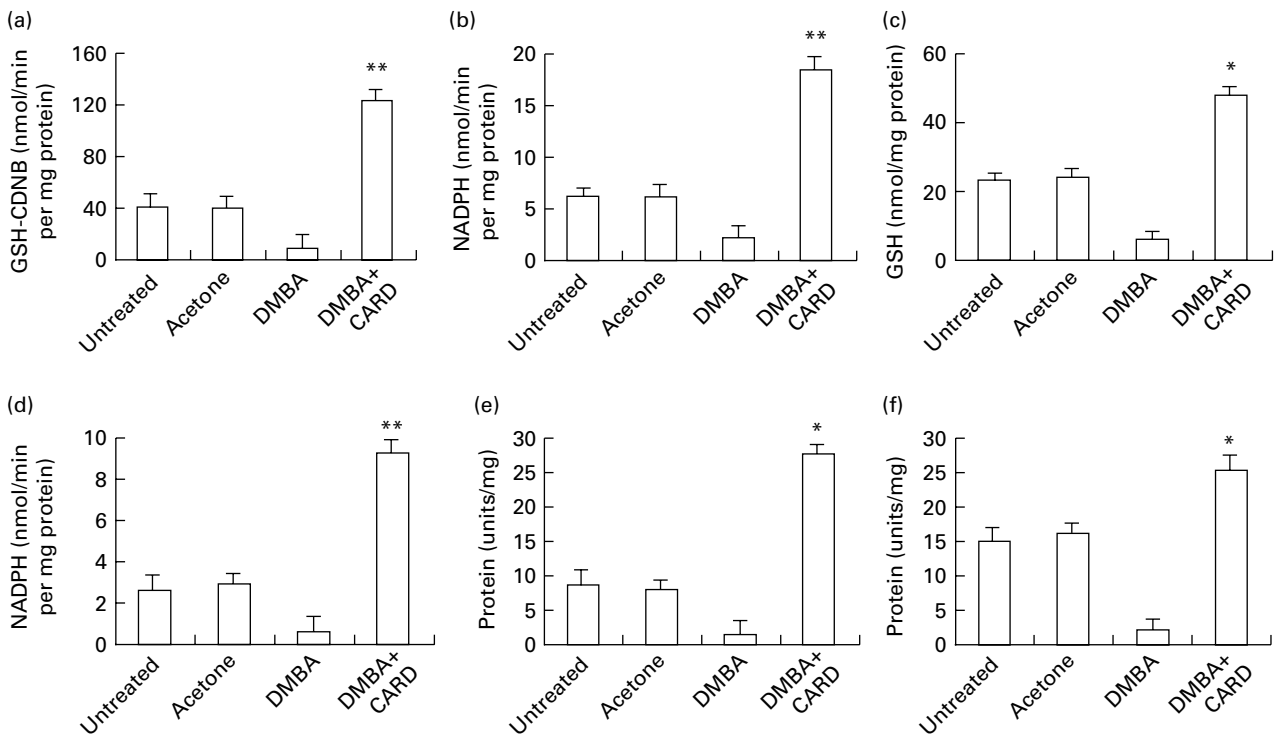 (a)
GSH-CDNB (nmol/min
per mg protein)
160
120
80
40
0
**
Untreated
Acetone
DMBA
DMBA+
CARD
(b)
NADPH (nmol/min
per mg protein)
20
15
10
5
0
**
Untreated
Acetone
DMBA
DMBA+
CARD
(c)
GSH (nmol/mg protein)
60
40
20
0
*
Untreated
Acetone
DMBA
DMBA+
CARD
(d)
NADPH (nmol/min
per mg protein)
10
8
6
4
2
0
**
Untreated
Acetone
DMBA
DMBA+
CARD
(e)
Protein (units/mg)
30
25
20
15
10
5
0
*
Untreated
Acetone
DMBA
DMBA+
CARD
(f)
Protein (units/mg)
30
25
20
15
10
5
0
*
Untreated
Acetone
DMBA
DMBA+
CARD